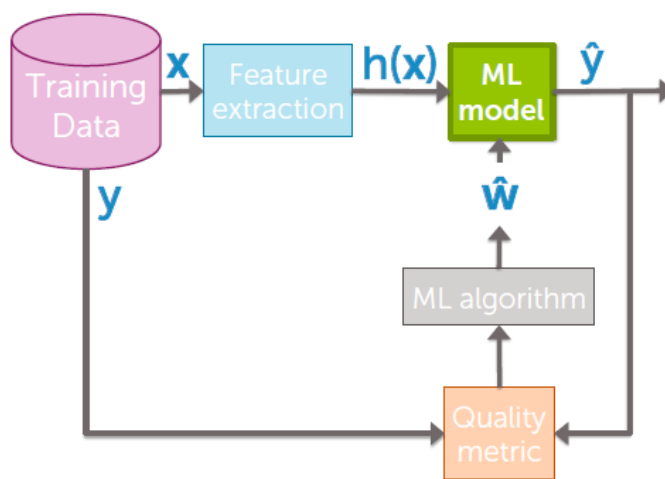 Training
Data
x
Feature
extraction
h(x)
ML
model
ŷ
y
ŵ
ML algorithm
Quality
metric